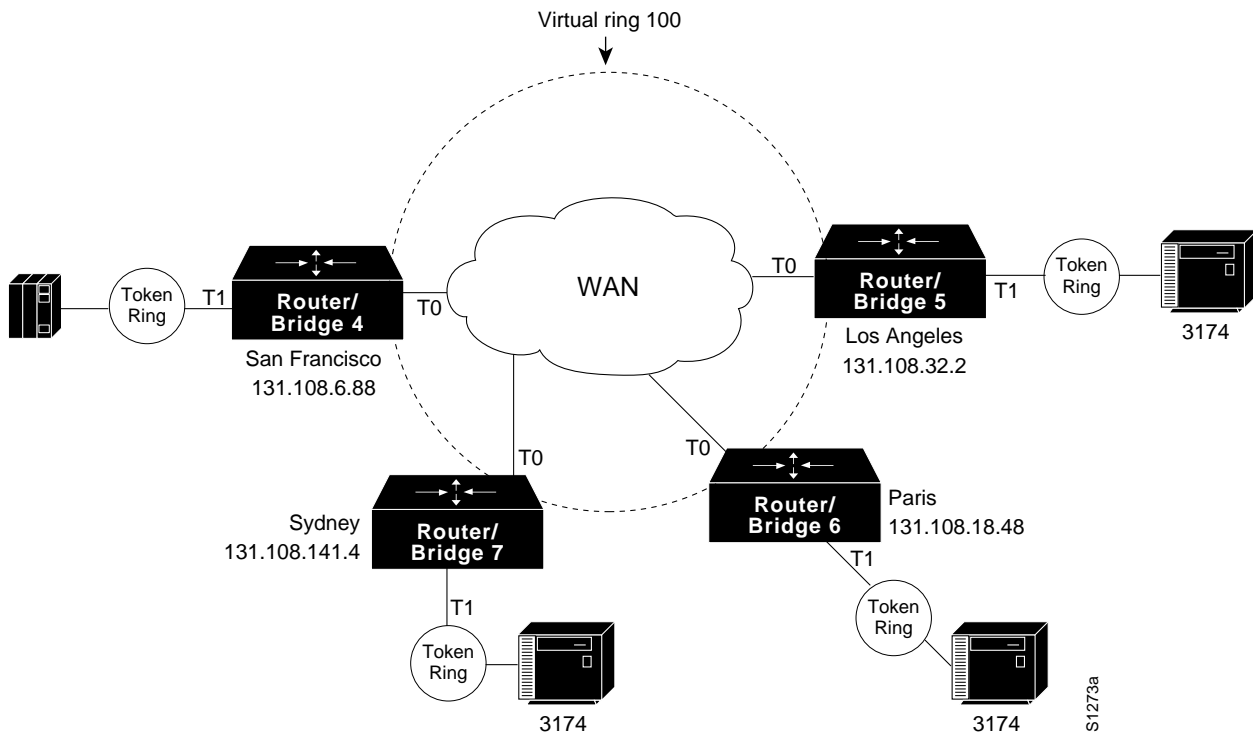 Virtual ring 100
Token
Ring
T1
Router/
Bridge 4
T0
San Francisco
131.108.6.88
WAN
T0
Router/
Bridge 5
T1
Los Angeles
131.108.32.2
Token
Ring
3174
T0
Sydney
131.108.141.4
Router/
Bridge 7
T1
Token
Ring
3174
T0
Router/
Bridge 6
Paris
131.108.18.48
T1
Token
Ring
3174
S1273a